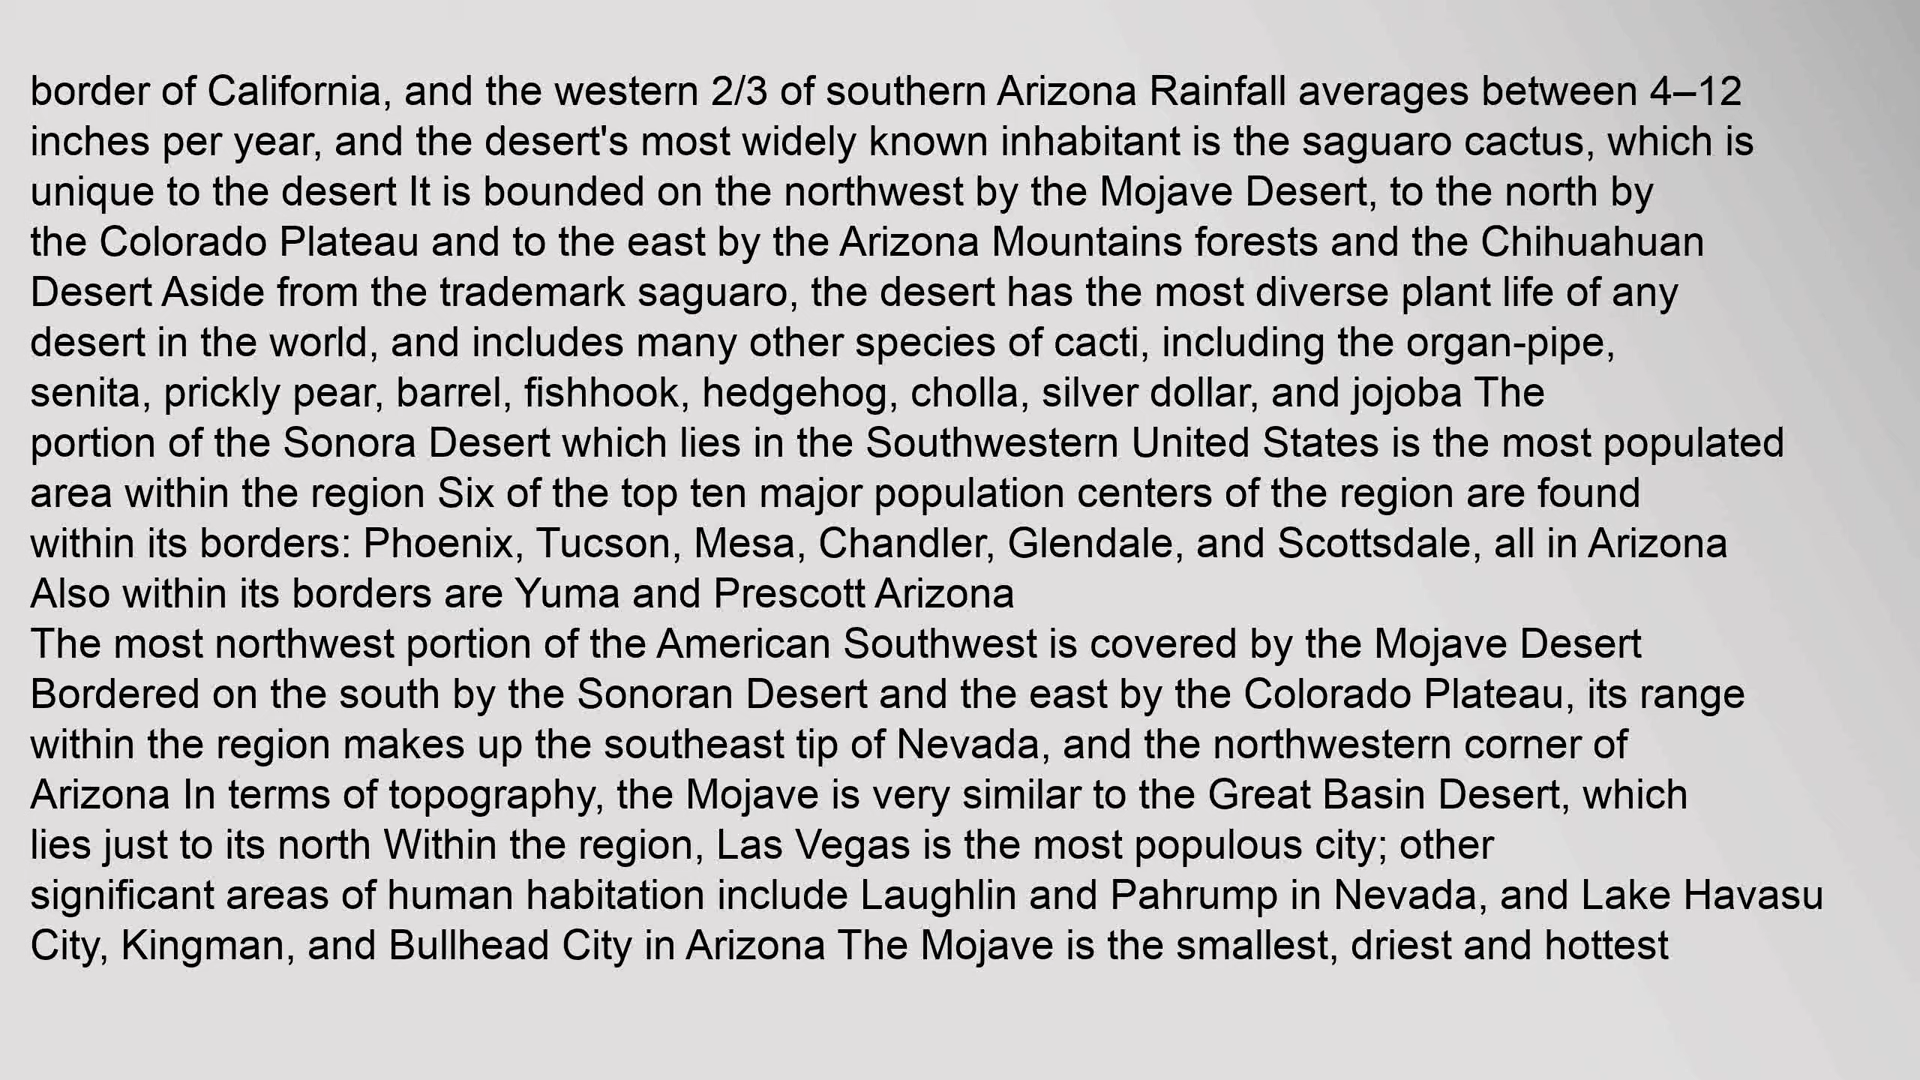 border of California, and the western 2/3 of southern Arizona Rainfall averages between 4–12
inches per year, and the desert's most widely known inhabitant is the saguaro cactus, which is
unique to the desert It is bounded on the northwest by the Mojave Desert, to the north by
the Colorado Plateau and to the east by the Arizona Mountains forests and the Chihuahuan
Desert Aside from the trademark saguaro, the desert has the most diverse plant life of any
desert in the world, and includes many other species of cacti, including the organ-pipe,
senita, prickly pear, barrel, fishhook, hedgehog, cholla, silver dollar, and jojoba The
portion of the Sonora Desert which lies in the Southwestern United States is the most populated
area within the region Six of the top ten major population centers of the region are found
within its borders: Phoenix, Tucson, Mesa, Chandler, Glendale, and Scottsdale, all in Arizona
Also within its borders are Yuma and Prescott Arizona
The most northwest portion of the American Southwest is covered by the Mojave Desert
Bordered on the south by the Sonoran Desert and the east by the Colorado Plateau, its range
within the region makes up the southeast tip of Nevada, and the northwestern corner of
Arizona In terms of topography, the Mojave is very similar to the Great Basin Desert, which
lies just to its north Within the region, Las Vegas is the most populous city; other
significant areas of human habitation include Laughlin and Pahrump in Nevada, and Lake Havasu
City, Kingman, and Bullhead City in Arizona The Mojave is the smallest, driest and hottest